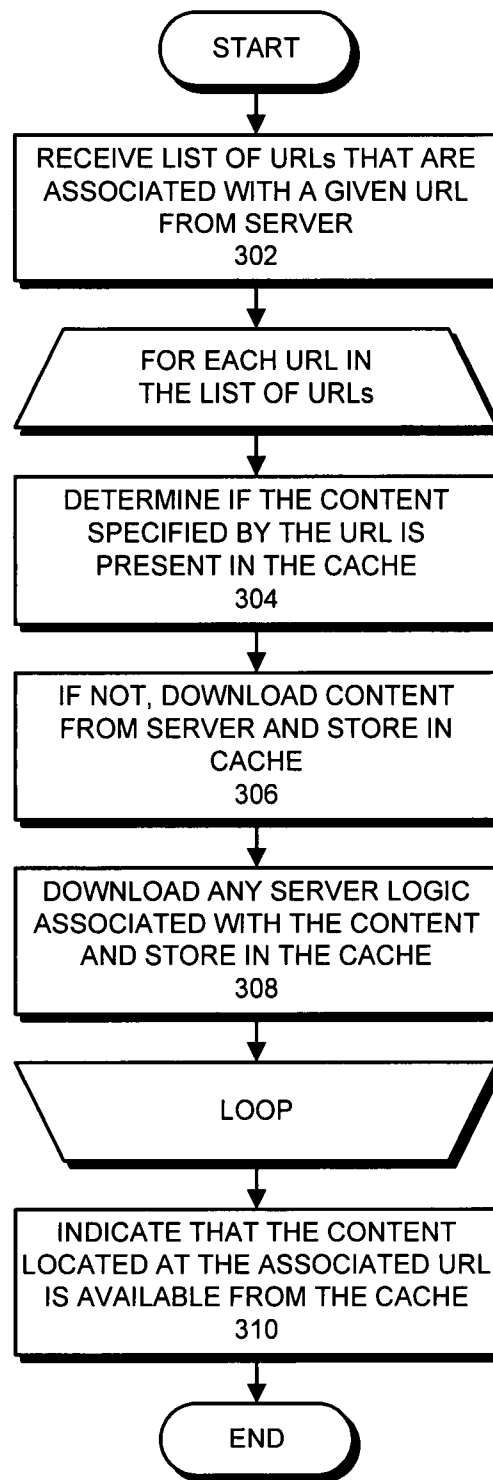 START
RECEIVE LIST OF URLs THAT ARE
ASSOCIATED WITH A GIVEN URL
FROM SERVER
302
FOR EACH URL IN
THE LIST OF URLs
DETERMINE IF THE CONTENT
SPECIFIED BY THE URL IS
PRESENT IN THE CACHE
304
IF NOT, DOWNLOAD CONTENT
FROM SERVER AND STORE IN
CACHE
306
DOWNLOAD ANY SERVER LOGIC
ASSOCIATED WITH THE CONTENT
AND STORE IN THE CACHE
308
LOOP
INDICATE THAT THE CONTENT
LOCATED AT THE ASSOCIATED URL
IS AVAILABLE FROM THE CACHE
310
END